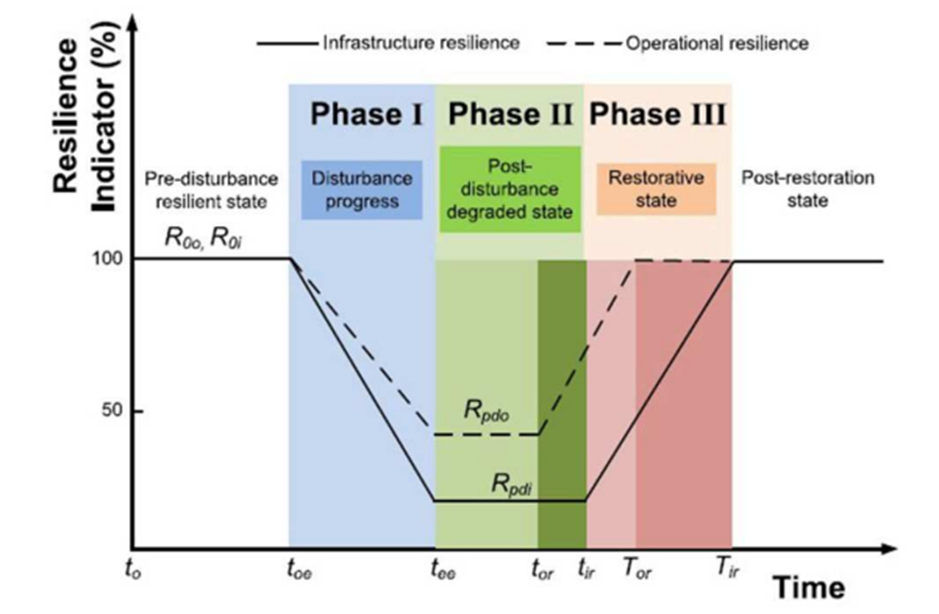 Infrastructure resilience
Operational resilience
Resilience
Indicator (%)
Phase I
Phase II
Phase III
Pre-disturbance
resilient state
Disturbance
progress
Post-
disturbance
degraded state
Restorative
state
Post-restoration
state
R0o, R0i
100
50
Rpdo
Rpdi
to
toe
tee
tor
tir
Tor
Tir
Time